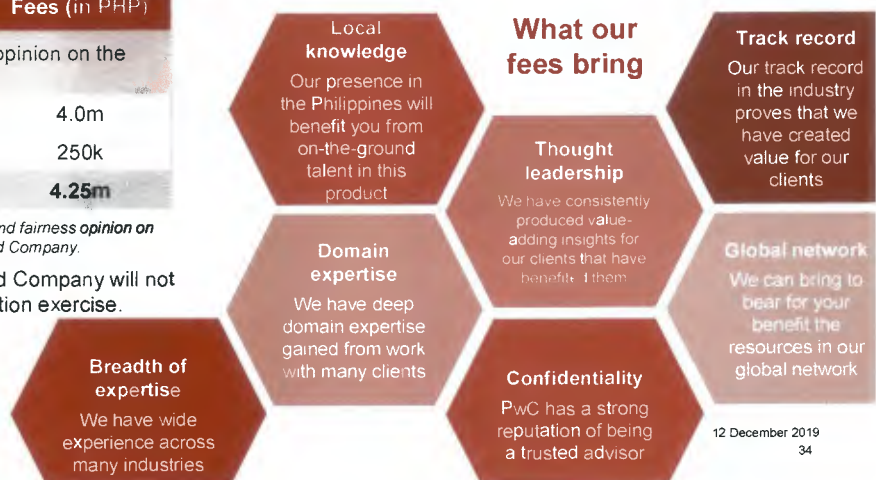 Fees (in PHP)
opinion on the
4.0m
250k
4.25m
nd fairness opinion on
d Company.
d Company will not
tion exercise.
What our
fees bring
Local
knowledge
Our presence in
the Philippines will
benefit you from
on-the-ground
talent in this
product
Track record
Our track record
in the industry
proves that we
have created
value for our
clients
Thought
leadership
We have consistently
produced value-
adding insights for
our clients that have
benefited them
Domain
expertise
We have deep
domain expertise
gained from work
with many clients
Global network
We can bring to
bear for your
benefit the
resources in our
global network
Breadth of
expertise
We have wide
experience across
many industries
Confidentiality
PwC has a strong
reputation of being
a trusted advisor
12 December 2019
34